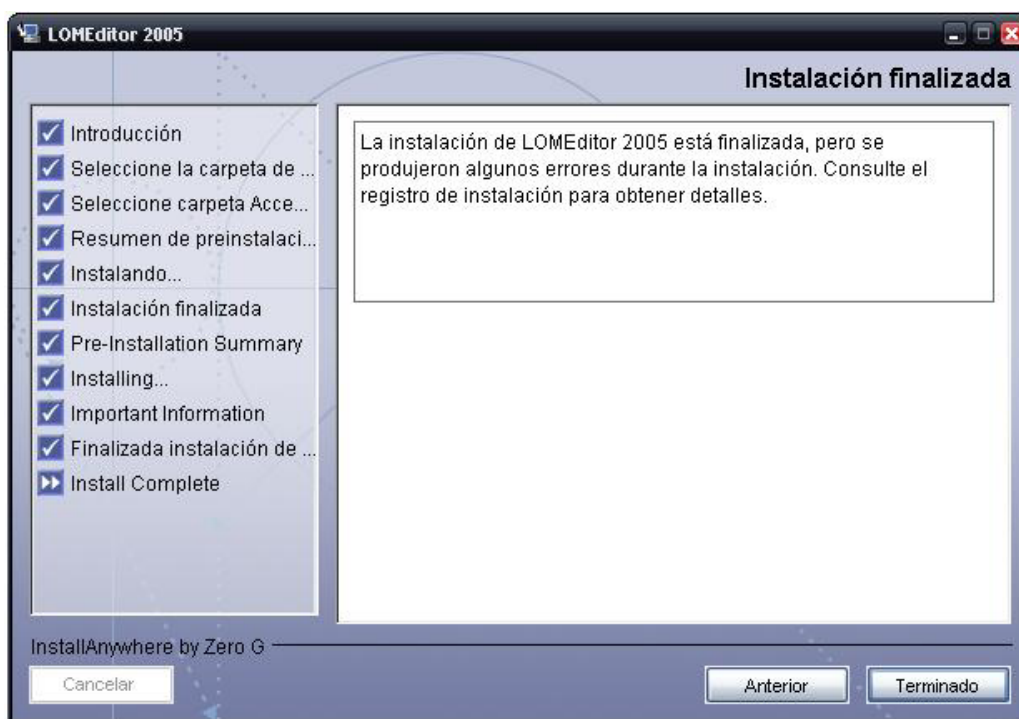 LOMEditor 2005
Instalación finalizada
Introducción
Seleccione la carpeta de ...
Seleccione carpeta Acce...
Resumen de preinstalaci...
Instalando...
Instalación finalizada
Pre-Installation Summary
Installing...
Important Information
Finalizada instalación de ...
Install Complete
La instalación de LOMEditor 2005 está finalizada, pero se
produjeron algunos errores durante la instalación. Consulte el
registro de instalación para obtener detalles.
InstallAnywhere by Zero G
Cancelar
Anterior
Terminado